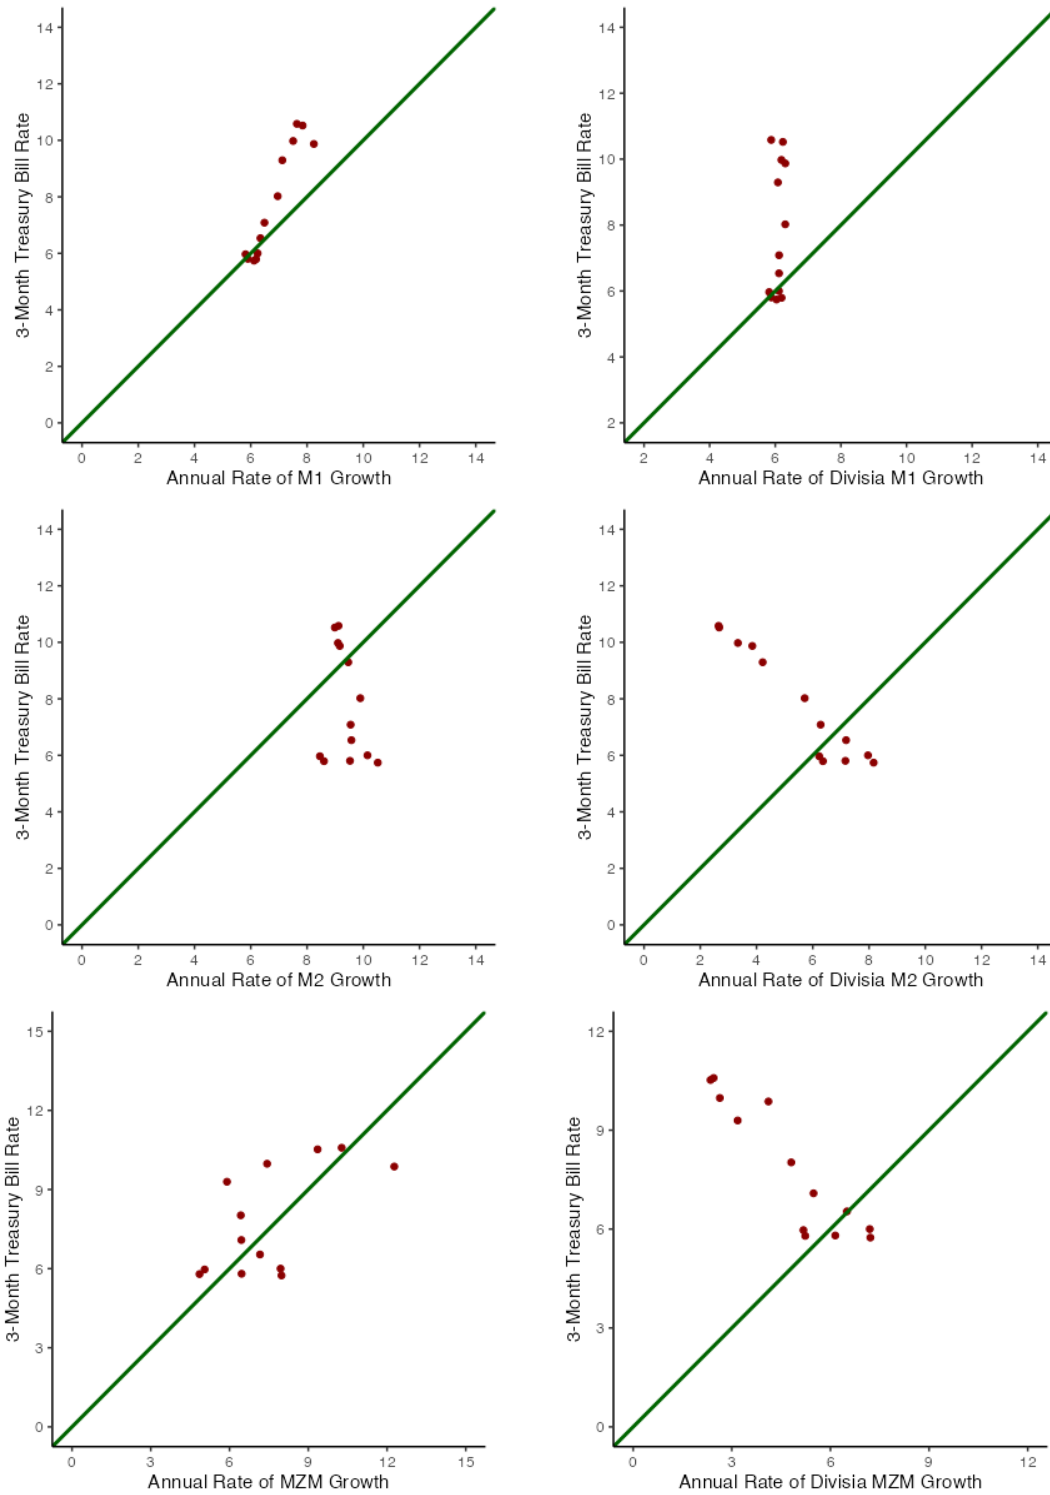 3-Month Treasury Bill Rate
14
12
10
8
6
4
2
0
0 2 4 6 8 10 12 14
Annual Rate of M1 Growth
3-Month Treasury Bill Rate
14
12
10
8
6
4
2
2 4 6 8 10 12 14
Annual Rate of Divisia M1 Growth
3-Month Treasury Bill Rate
14
12
10
8
6
4
2
0
0 2 4 6 8 10 12 14
Annual Rate of M2 Growth
3-Month Treasury Bill Rate
14
12
10
8
6
4
2
0
0 2 4 6 8 10 12 14
Annual Rate of Divisia M2 Growth
3-Month Treasury Bill Rate
15
12
9
6
3
0
0 3 6 9 12 15
Annual Rate of MZM Growth
3-Month Treasury Bill Rate
12
9
6
3
0
0 3 6 9 12
Annual Rate of Divisia MZM Growth